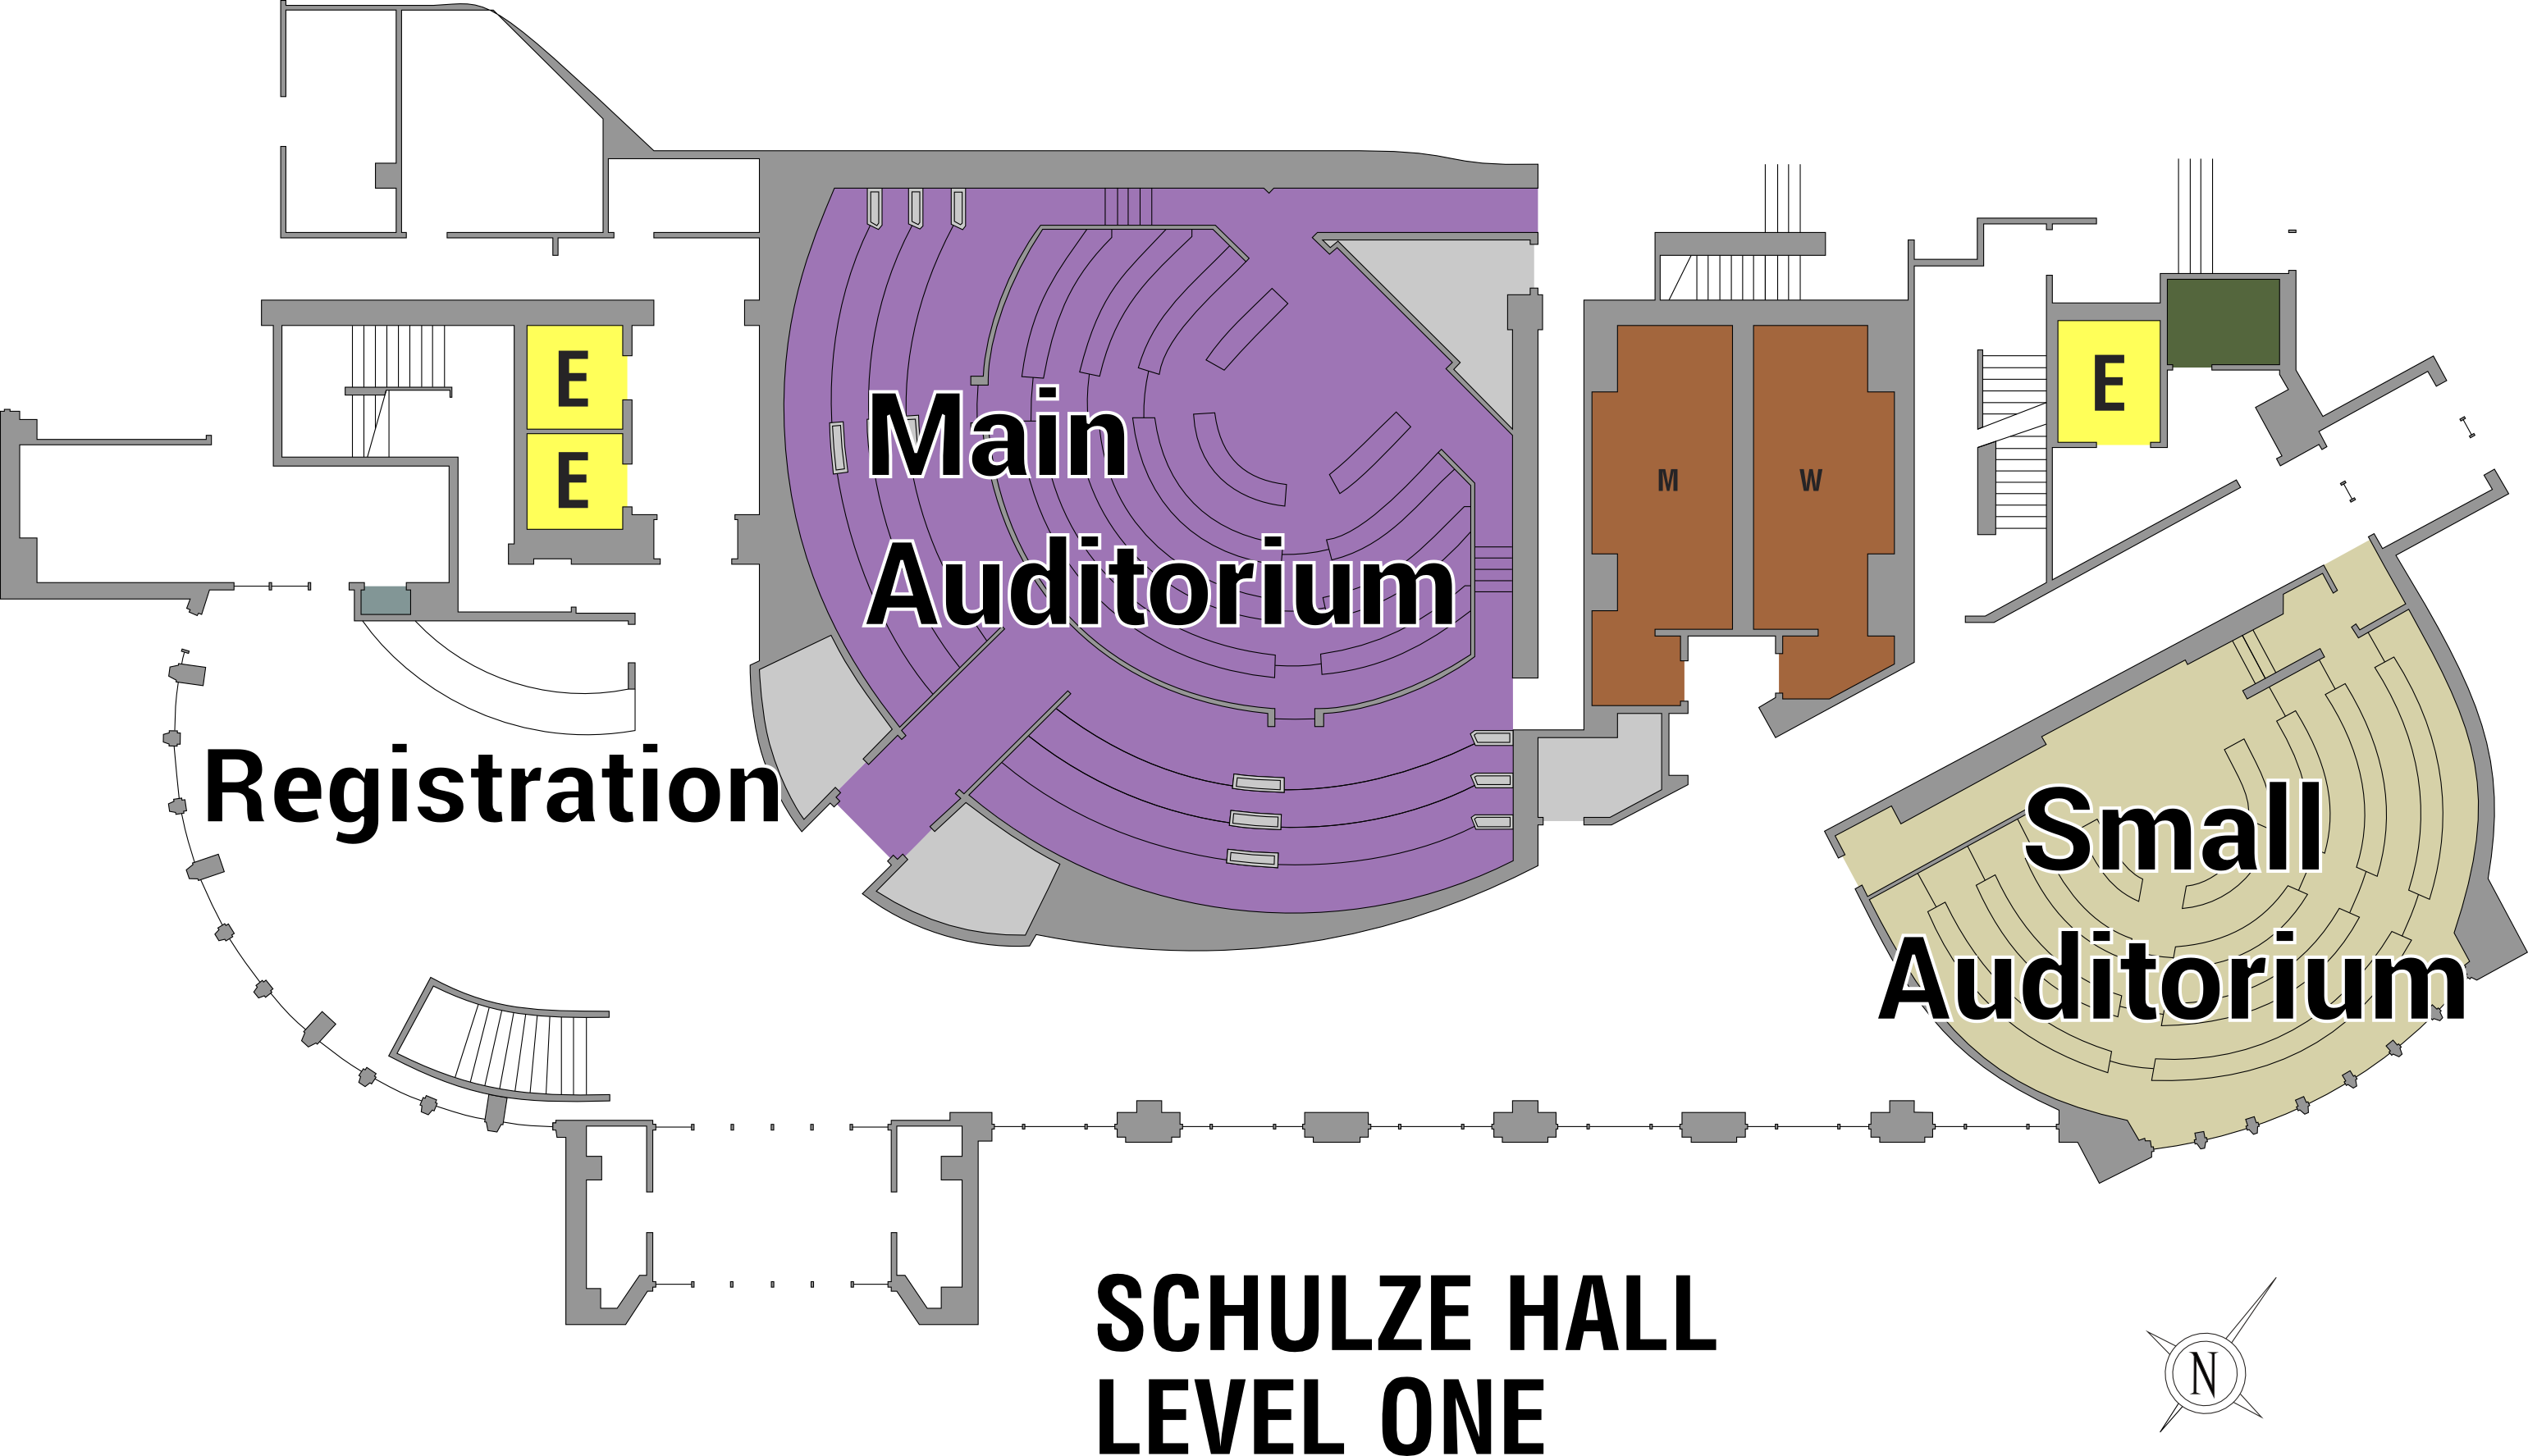 E
E
E
Main
Auditorium
M
W
Registration
Small
Auditorium
SCHULZE HALL
LEVEL ONE
N